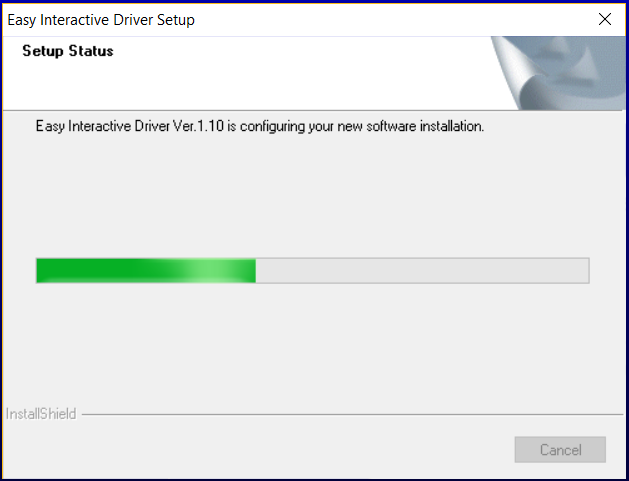 Easy Interactive Driver Setup
Setup Status
Easy Interactive Driver Ver.1.10 is configuring your new software installation.
InstallShield
Cancel